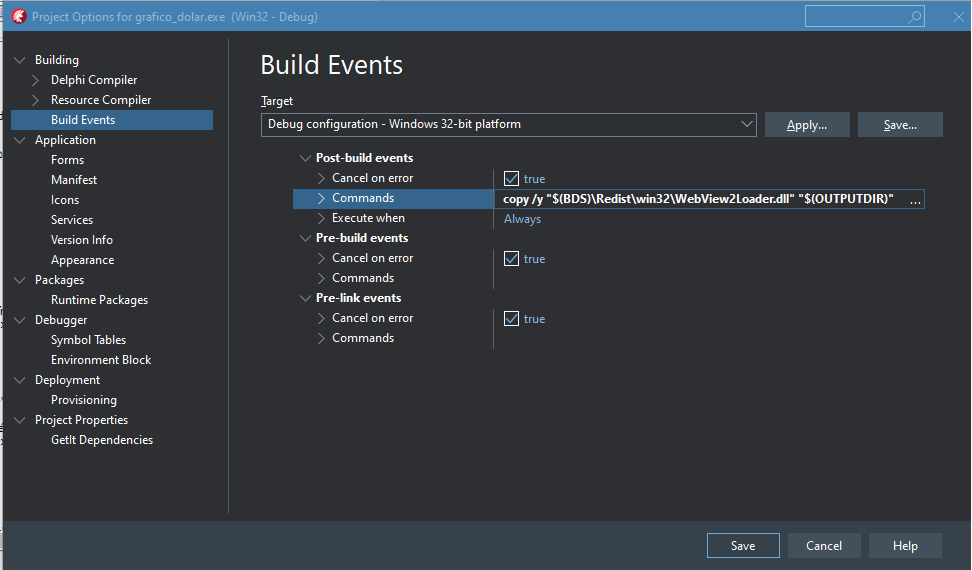 Project Options for grafico_dolar.exe (Win32 - Debug)
Building
Delphi Compiler
Resource Compiler
Build Events
Application
Forms
Manifest
Icons
Services
Version Info
Appearance
Packages
Runtime Packages
Debugger
Symbol Tables
Environment Block
Deployment
Provisioning
Project Properties
GetIt Dependencies
Build Events
Target
Debug configuration - Windows 32-bit platform
Apply...
Save...
Post-build events
Cancel on error true
Commands copy /y "$(BDS)\Redist\win32\WebView2Loader.dll" "$(OUTPUTDIR)" ...
Execute when Always
Pre-build events
Cancel on error true
Commands
Pre-link events
Cancel on error true
Commands
Save
Cancel
Help